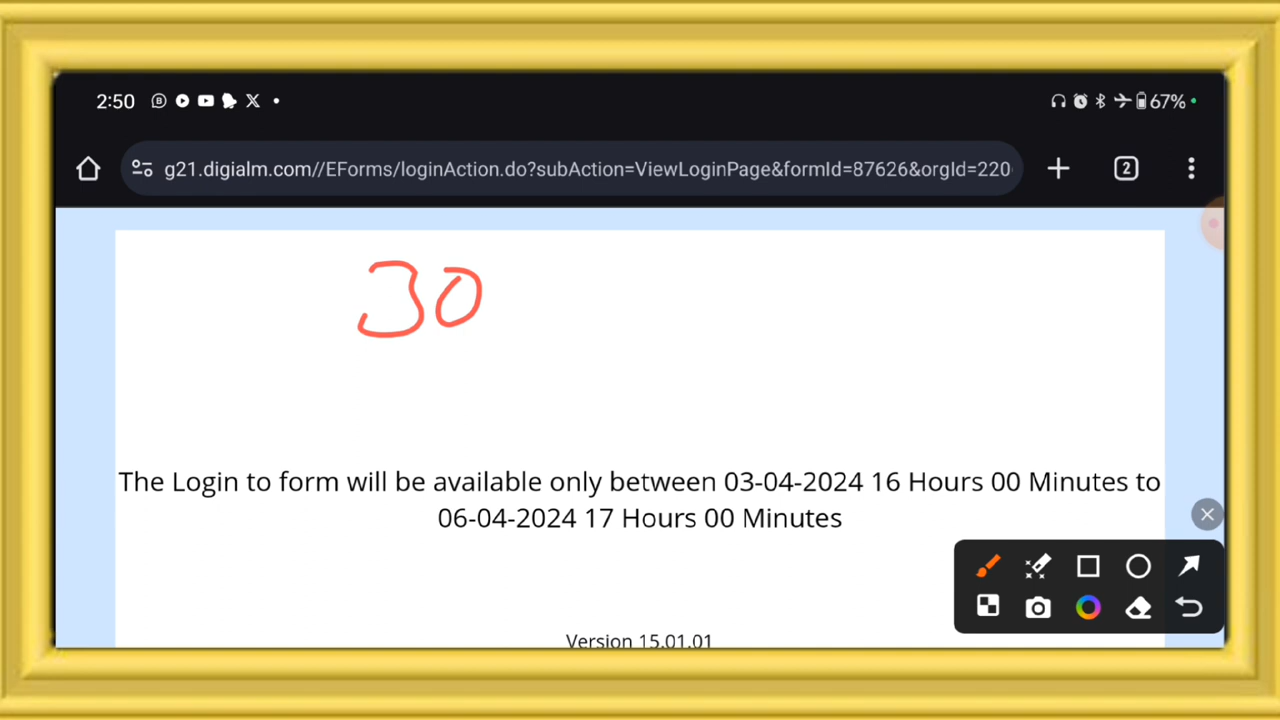 2:50 X 67%
g21.digialm.com//EForms/loginAction.do?subAction=ViewLoginPage&formId=87626&orgId=220
2
30
The Login to form will be available only between 03-04-2024 16 Hours 00 Minutes to
06-04-2024 17 Hours 00 Minutes
Version 15.01.01